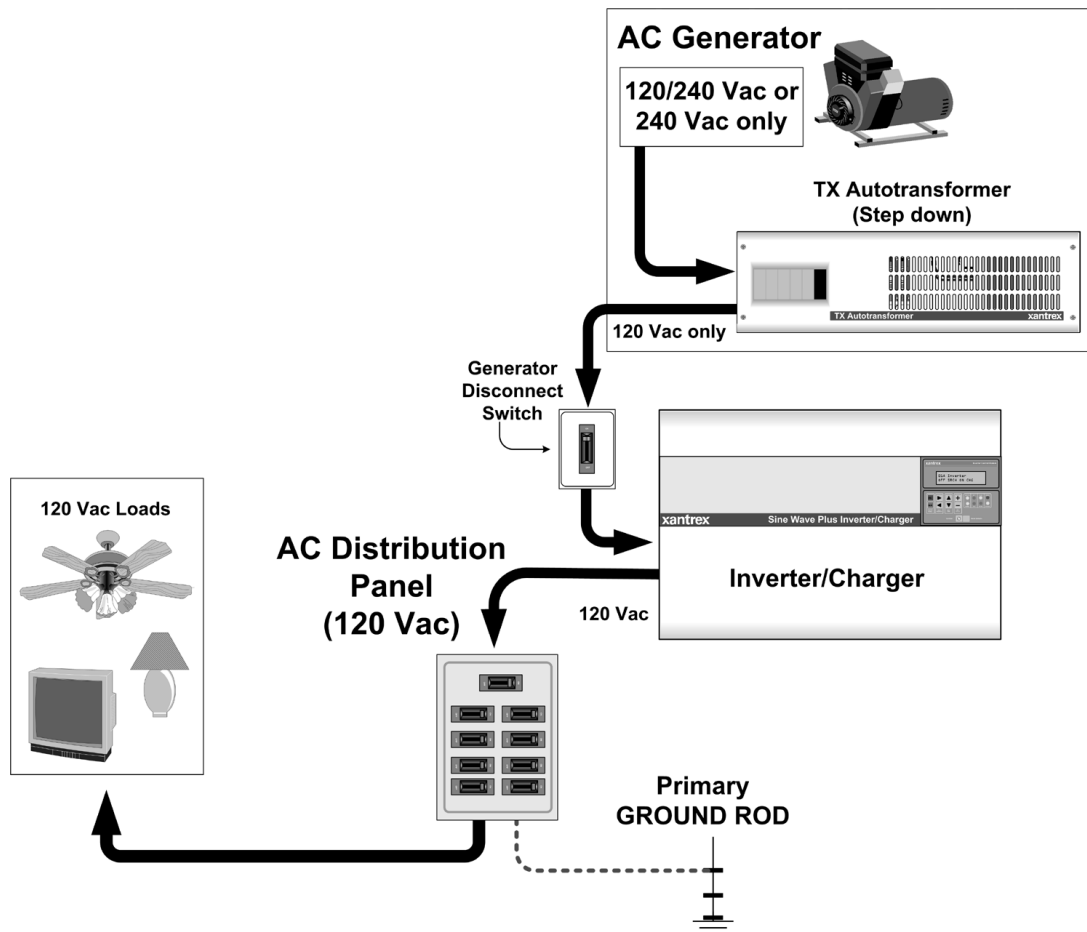 AC Generator
120/240 Vac or
240 Vac only
TX Autotransformer
(Step down)
TX Autotransformer
xantrex
120 Vac only
Generator
Disconnect
Switch
xantrex
Sine Wave Plus Inverter/Charger
Inverter/Charger
120 Vac
AC Distribution
Panel
(120 Vac)
120 Vac Loads
Primary
GROUND ROD